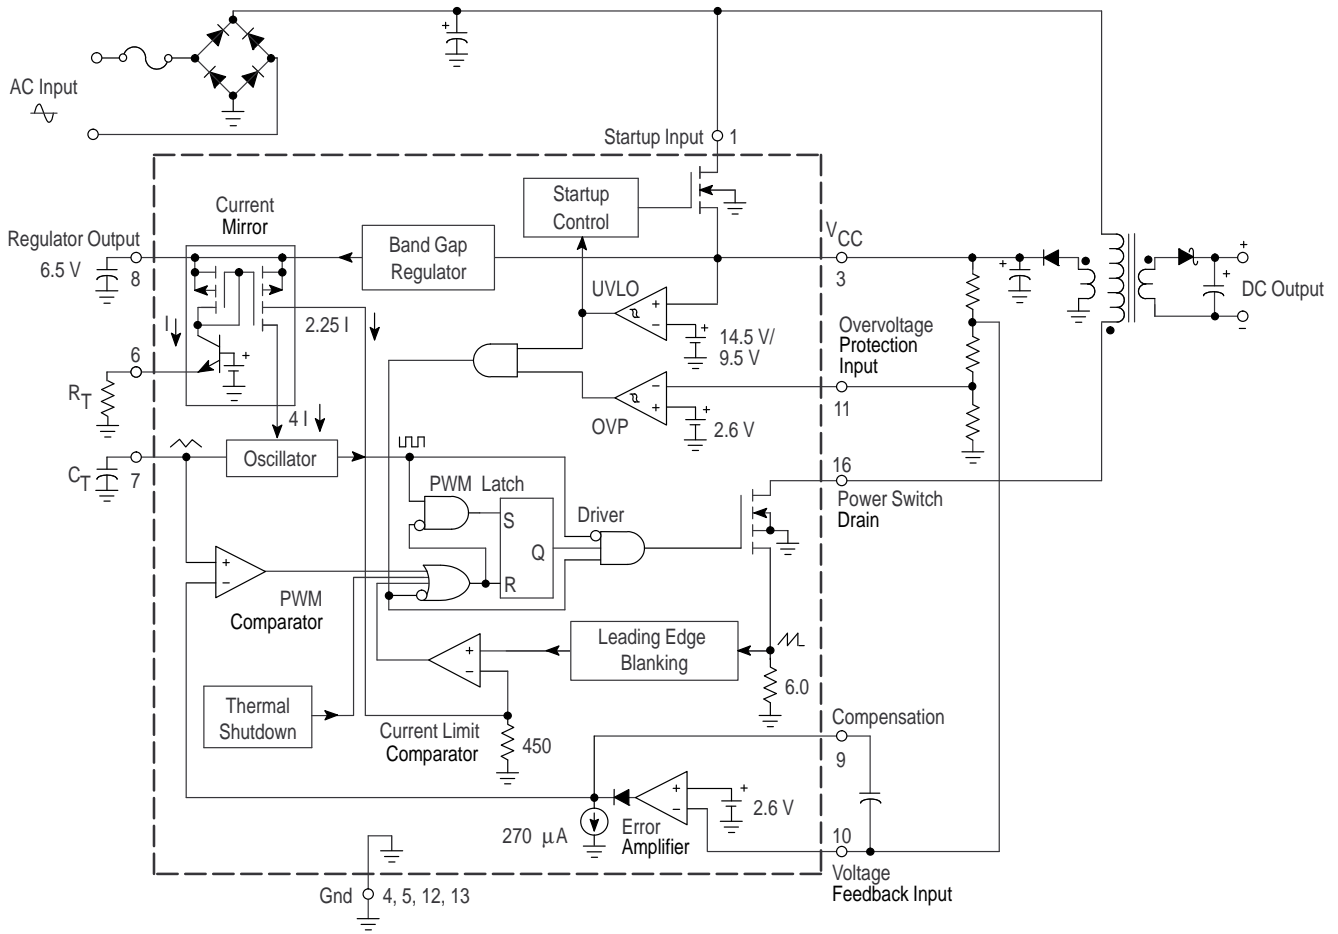 AC Input
Startup Input
1
Startup
Control
Current
Mirror
Regulator Output
6.5 V
8
Band Gap
Regulator
VCC
3
DC Output
+
−
UVLO
+
−
14.5 V/
9.5 V
I
2.25 I
6
RT
4 I
Overvoltage
Protection
Input
11
OVP
−
+
2.6 V
CT
7
Oscillator
16
Power Switch
Drain
PWM Latch
S
Q
R
Driver
+
−
PWM
Comparator
Leading Edge
Blanking
+
−
6.0
Thermal
Shutdown
Current Limit
Comparator
450
Compensation
9
+
−
2.6 V
270 µA
Error
Amplifier
10
Voltage
Feedback Input
Gnd
4, 5, 12, 13